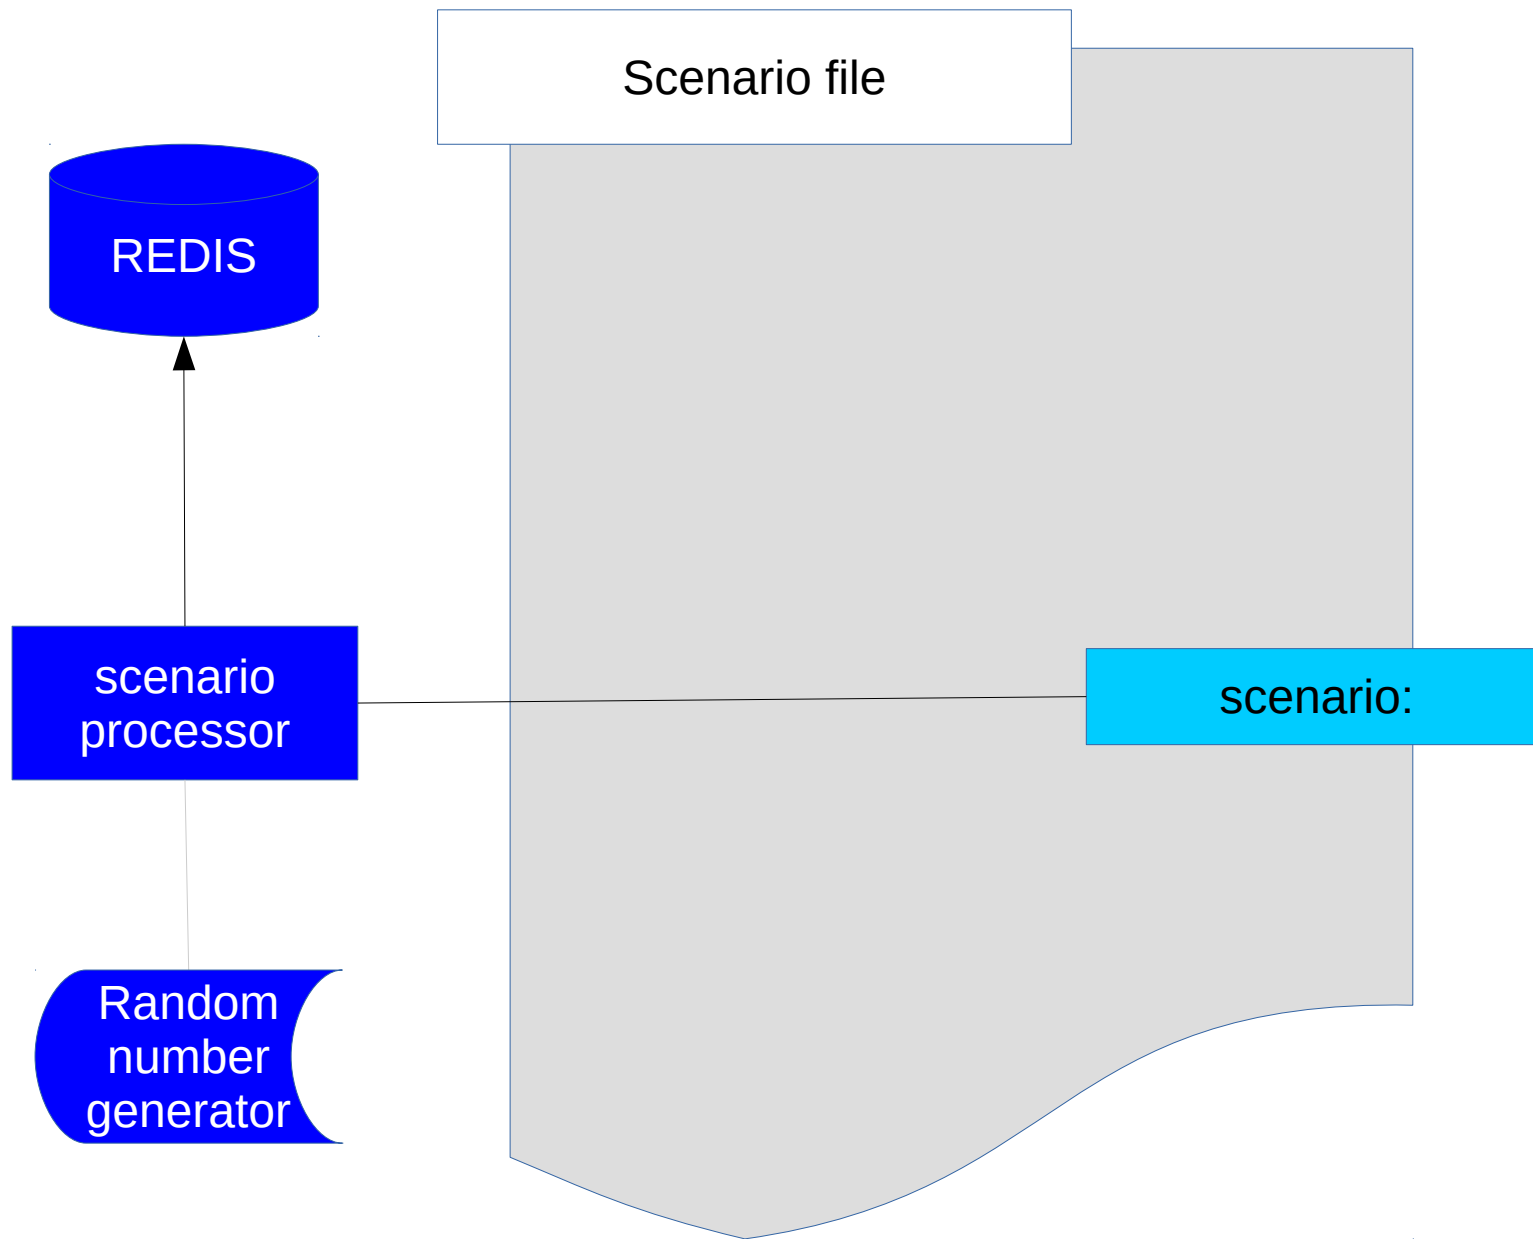 Scenario file
REDIS
scenario
processor
scenario:
Random
number
generator